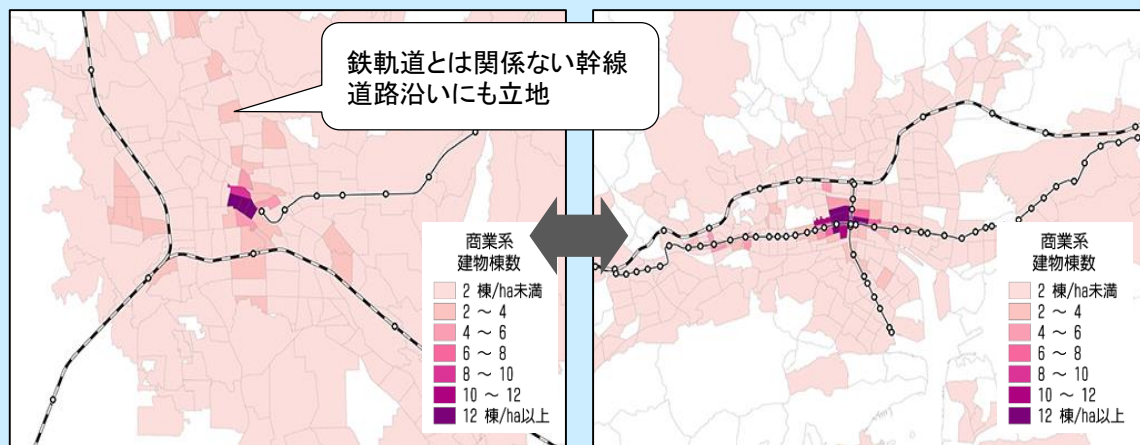 鉄軌道とは関係ない幹線
道路沿いにも立地
商業系
建物棟数
2 棟/ha未満
2 ～ 4
4 ～ 6
6 ～ 8
8 ～ 10
10 ～ 12
12 棟/ha以上
商業系
建物棟数
2 棟/ha未満
2 ～ 4
4 ～ 6
6 ～ 8
8 ～ 10
10 ～ 12
12 棟/ha以上